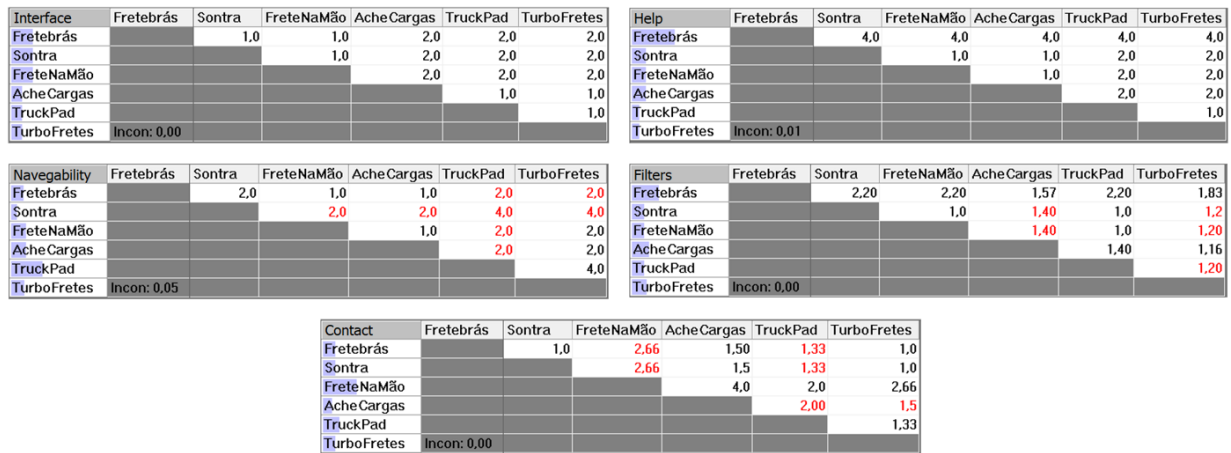 Interface Fretebrás Sontra FreteNaMão AcheCargas TruckPad TurboFretes
Fretebrás 1,0 1,0 2,0 2,0 2,0
Sontra 1,0 2,0 2,0 2,0
FreteNaMão 2,0 2,0 2,0
AcheCargas 1,0 1,0
TruckPad 1,0
TurboFretes Incon: 0,00
Help Fretebrás Sontra FreteNaMão AcheCargas TruckPad TurboFretes
Fretebrás 4,0 4,0 4,0 4,0 4,0
Sontra 1,0 1,0 2,0 2,0
FreteNaMão 1,0 2,0 2,0
AcheCargas 2,0 2,0
TruckPad 1,0
TurboFretes Incon: 0,01
Navegability Fretebrás Sontra FreteNaMão AcheCargas TruckPad TurboFretes
Fretebrás 2,0 1,0 1,0 2,0 2,0
Sontra 2,0 2,0 4,0 4,0
FreteNaMão 1,0 2,0 2,0
AcheCargas 2,0 2,0
TruckPad 4,0
TurboFretes Incon: 0,05
Filters Fretebrás Sontra FreteNaMão AcheCargas TruckPad TurboFretes
Fretebrás 2,20 2,20 1,57 2,20 1,83
Sontra 1,0 1,40 1,0 1,2
FreteNaMão 1,40 1,0 1,20
AcheCargas 1,40 1,16
TruckPad 1,20
TurboFretes Incon: 0,00
Contact Fretebrás Sontra FreteNaMão AcheCargas TruckPad TurboFretes
Fretebrás 1,0 2,66 1,50 1,33 1,0
Sontra 2,66 1,5 1,33 1,0
FreteNaMão 4,0 2,0 2,66
AcheCargas 2,00 1,5
TruckPad 1,33
TurboFretes Incon: 0,00